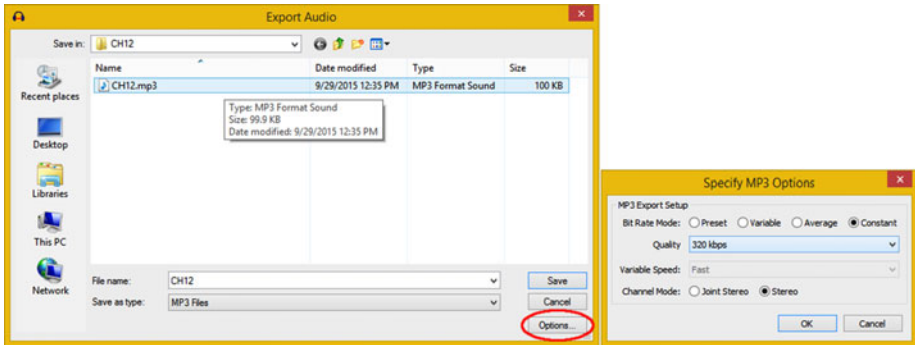 Export Audio
Save in: CH12
Name Date modified Type Size
CH12.mp3 9/29/2015 12:35 PM MP3 Format Sound 100 KB
Type: MP3 Format Sound
Size: 99.9 KB
Date modified: 9/29/2015 12:35 PM
Recent places
Desktop
Libraries
This PC
Network
File name: CH12 Save
Save as type: MP3 Files Cancel
Options...
Specify MP3 Options
MP3 Export Setup
Bit Rate Mode: Preset Variable Average Constant
Quality 320 kbps
Variable Speed: Fast
Channel Mode: Joint Stereo Stereo
OK Cancel